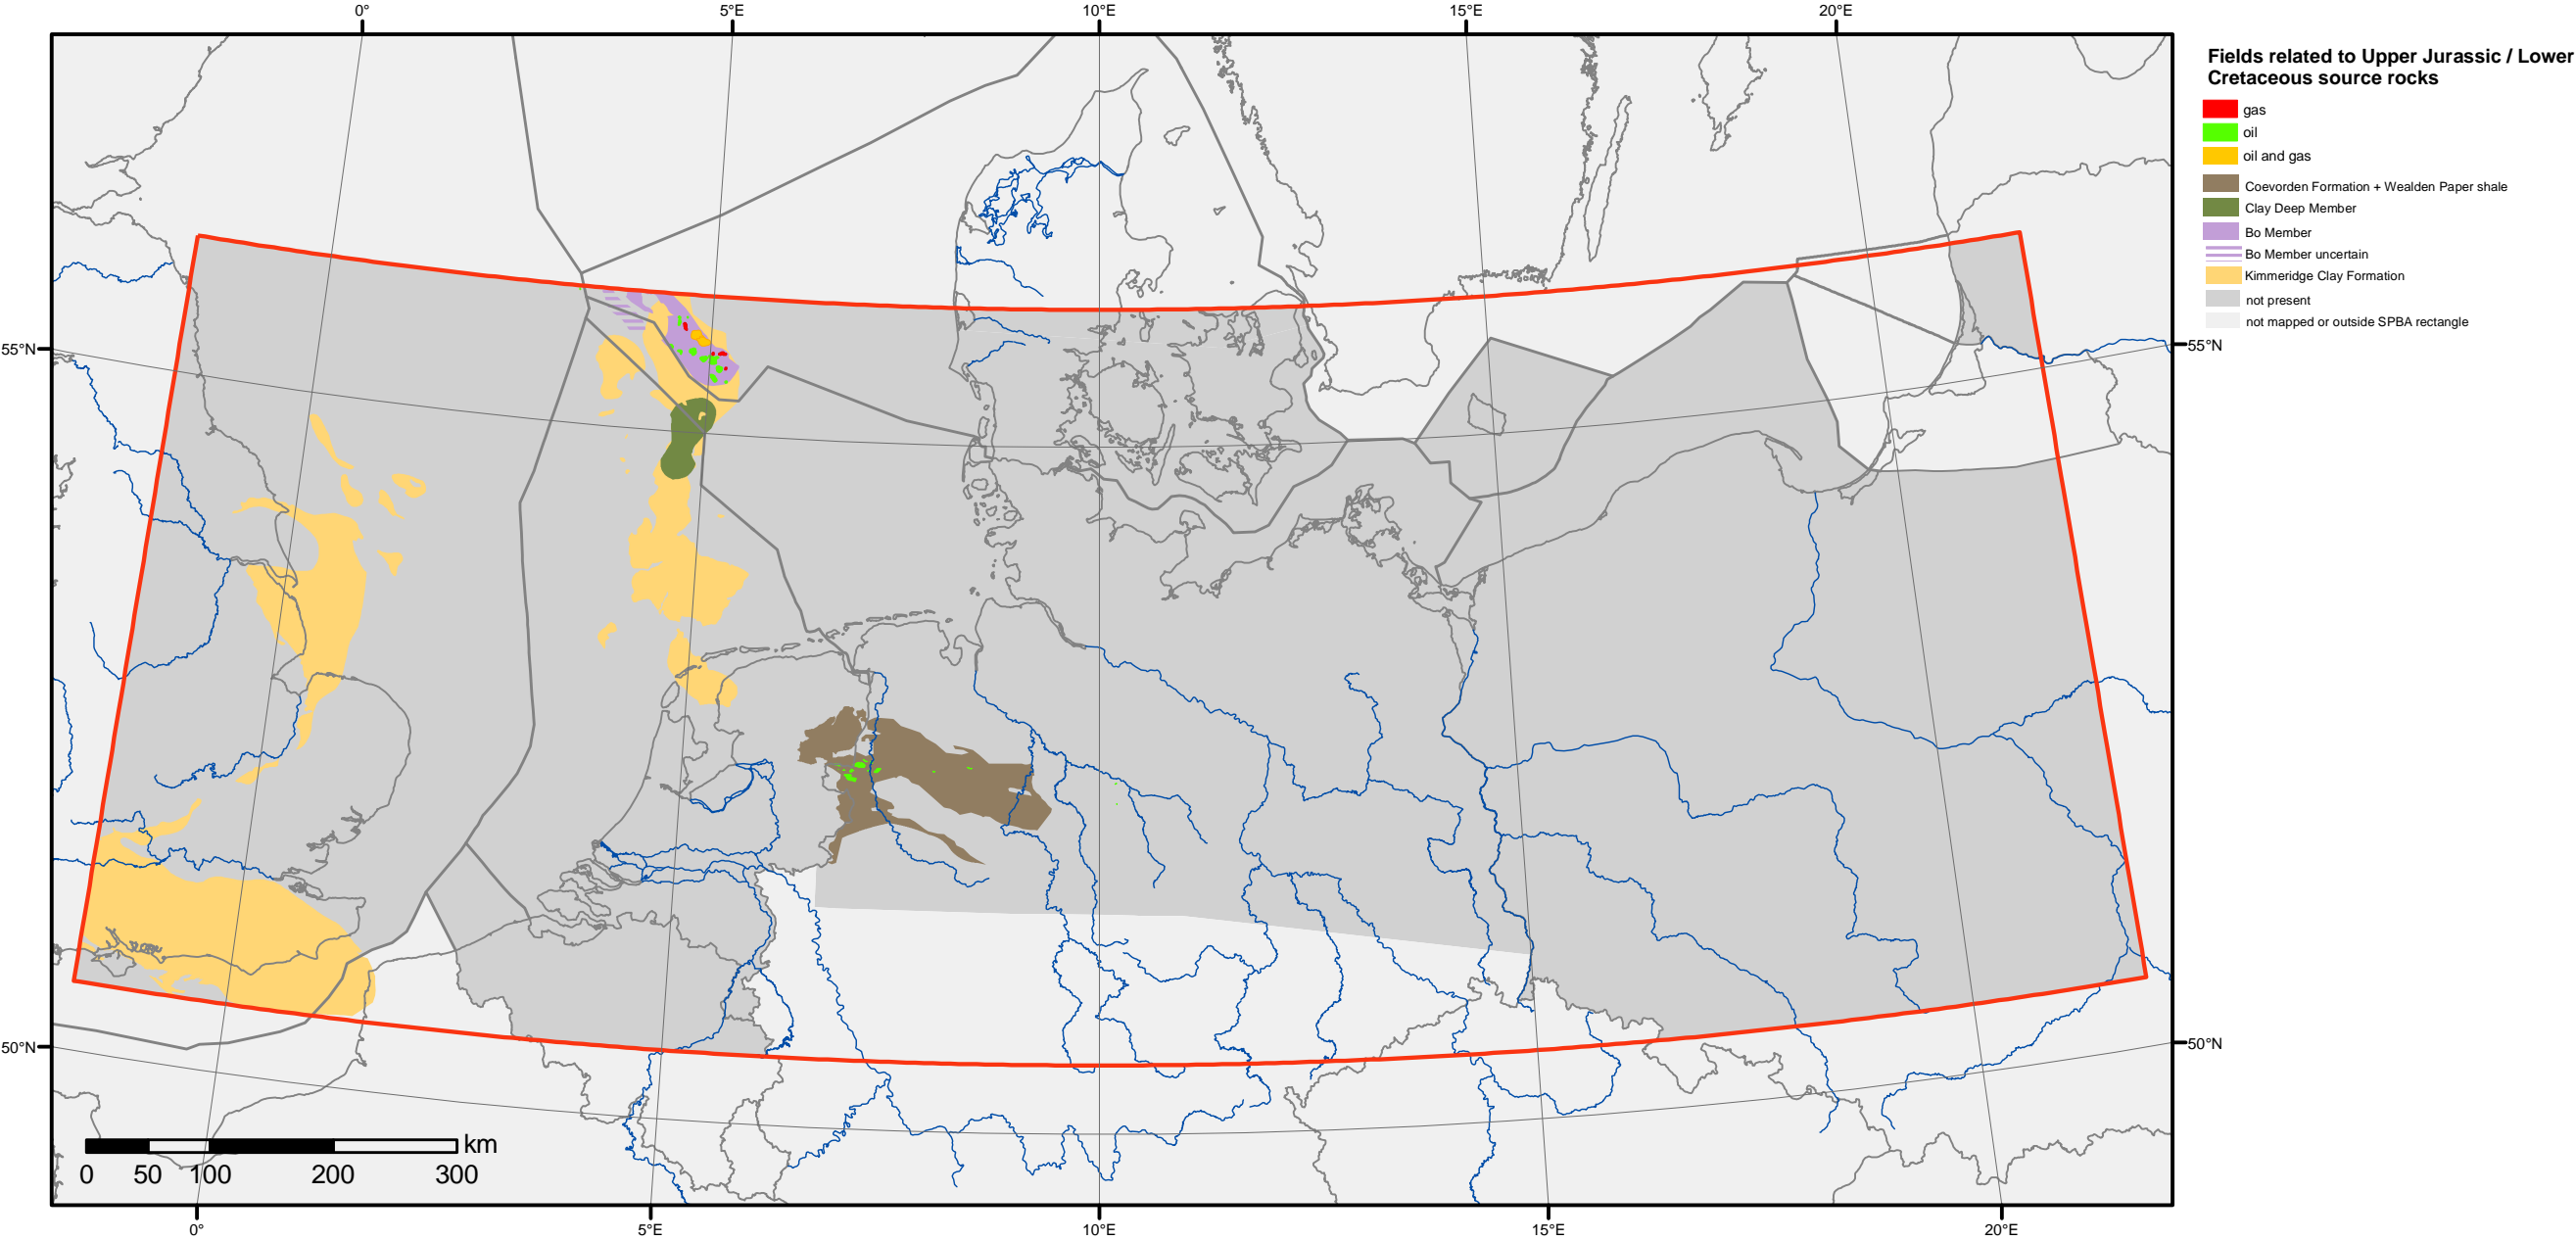 0°
5°E
10°E
15°E
20°E
Fields related to Upper Jurassic / Lower
Cretaceous source rocks
gas
oil
oil and gas
Coevorden Formation + Wealden Paper shale
Clay Deep Member
Bo Member
Bo Member uncertain
Kimmeridge Clay Formation
not present
not mapped or outside SPBA rectangle
55°N
55°N
50°N
50°N
km
0 50 100 200 300
0°
5°E
10°E
15°E
20°E